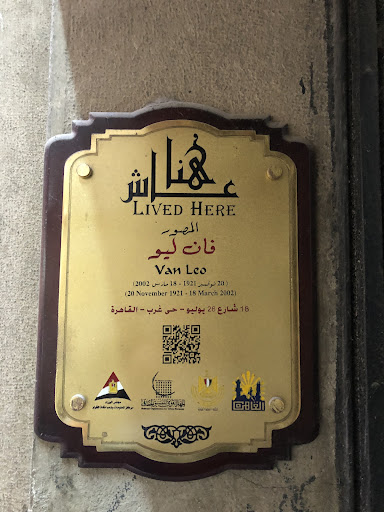 عاش هنا
LIVED HERE
المصور
فان ليو
Van Leo
(20 نوفمبر 1921 - 18 مارس 2002)
(20 November 1921 - 18 March 2002)
18 شارع 26 يوليو - حى غرب - القاهرة